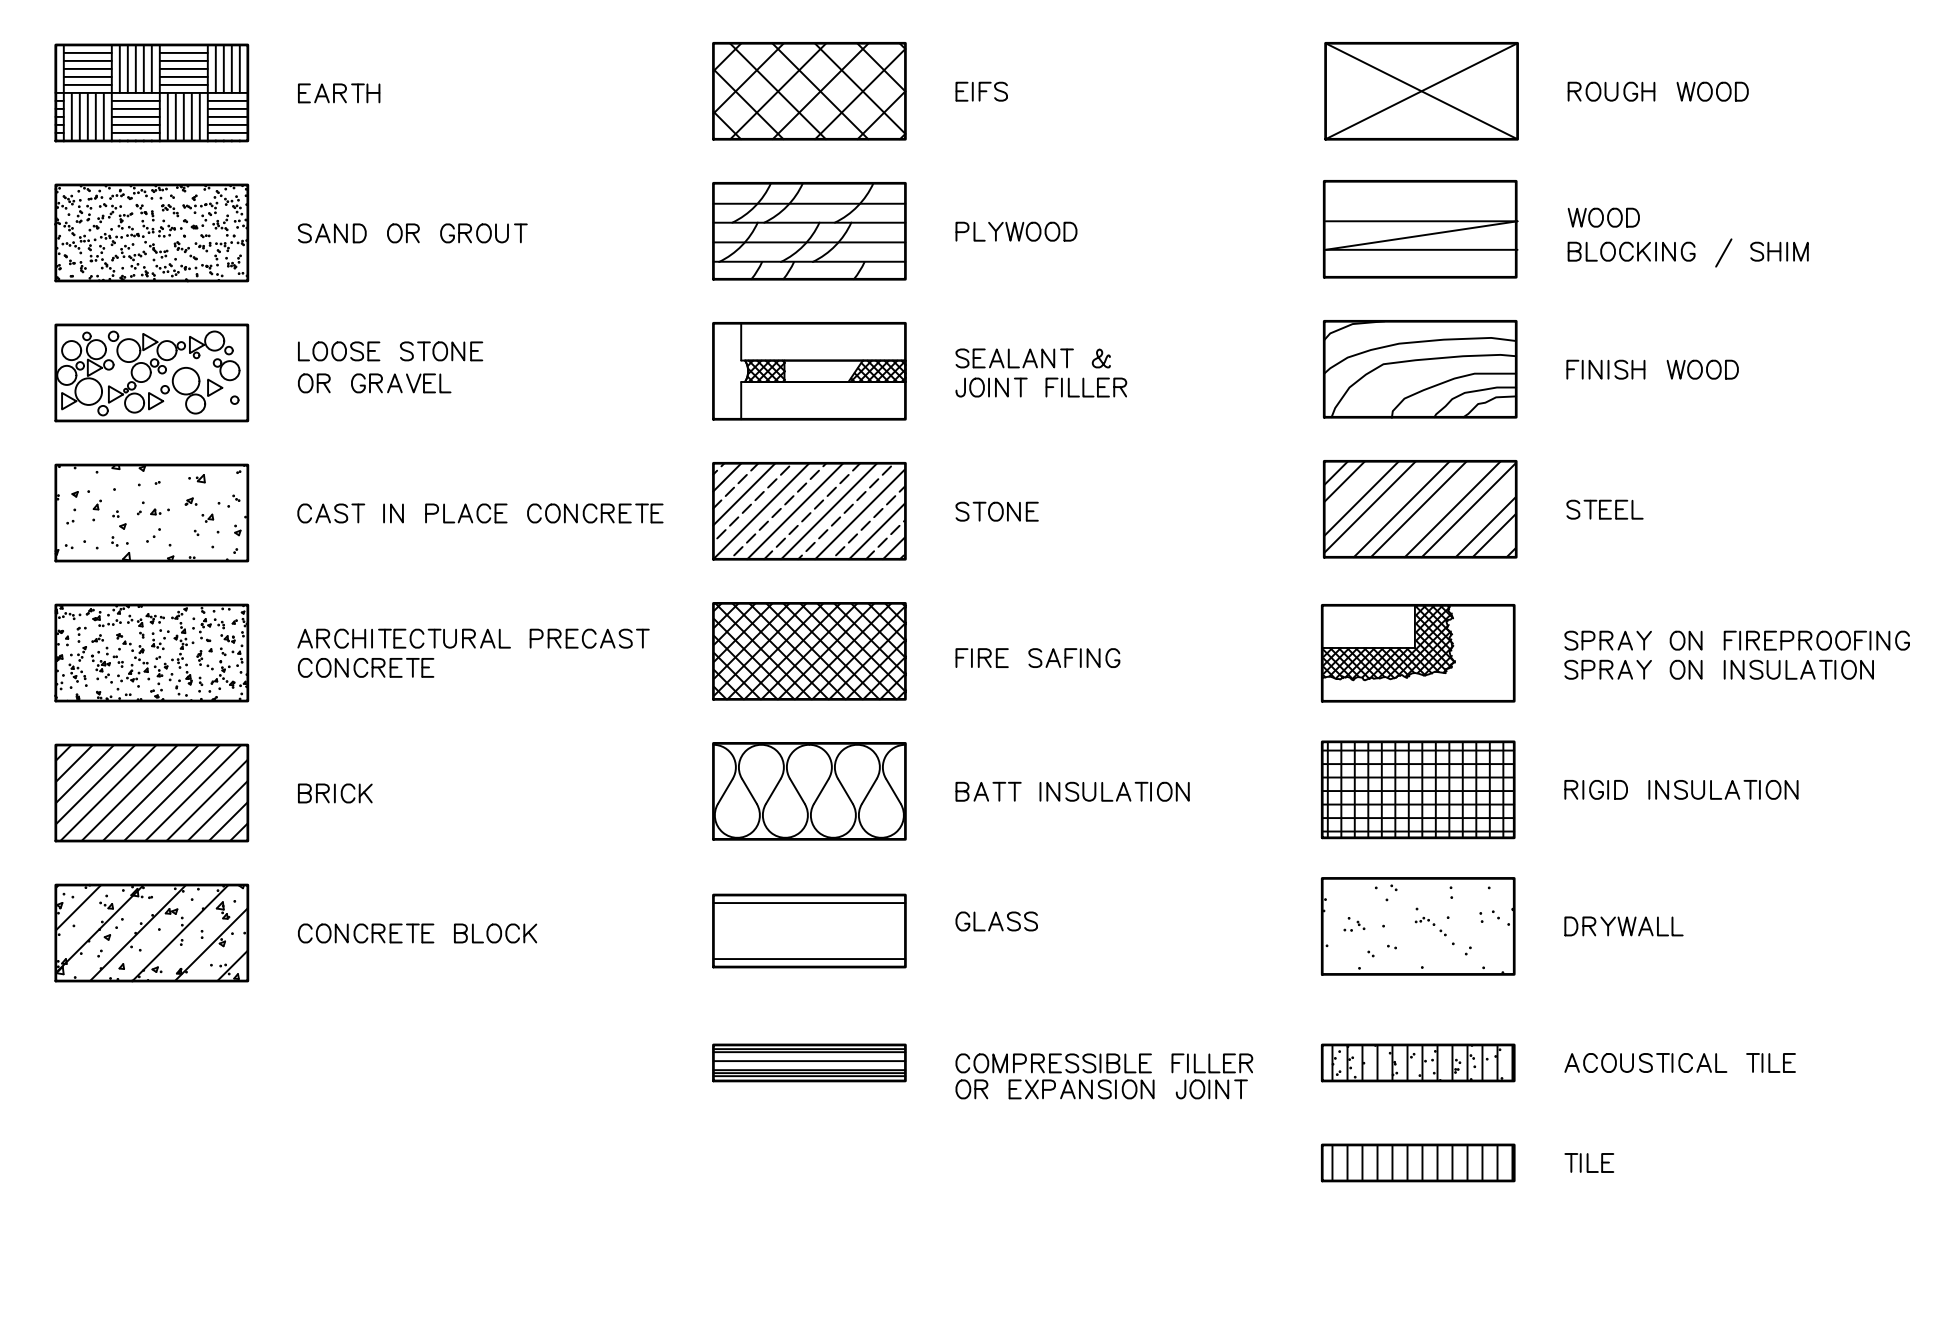 EARTH
SAND OR GROUT
LOOSE STONE
OR GRAVEL
CAST IN PLACE CONCRETE
ARCHITECTURAL PRECAST
CONCRETE
BRICK
CONCRETE BLOCK
EIFS
PLYWOOD
SEALANT &
JOINT FILLER
STONE
FIRE SAFING
BATT INSULATION
GLASS
COMPRESSIBLE FILLER
OR EXPANSION JOINT
ROUGH WOOD
WOOD
BLOCKING / SHIM
FINISH WOOD
STEEL
SPRAY ON FIREPROOFING
SPRAY ON INSULATION
RIGID INSULATION
DRYWALL
ACOUSTICAL TILE
TILE